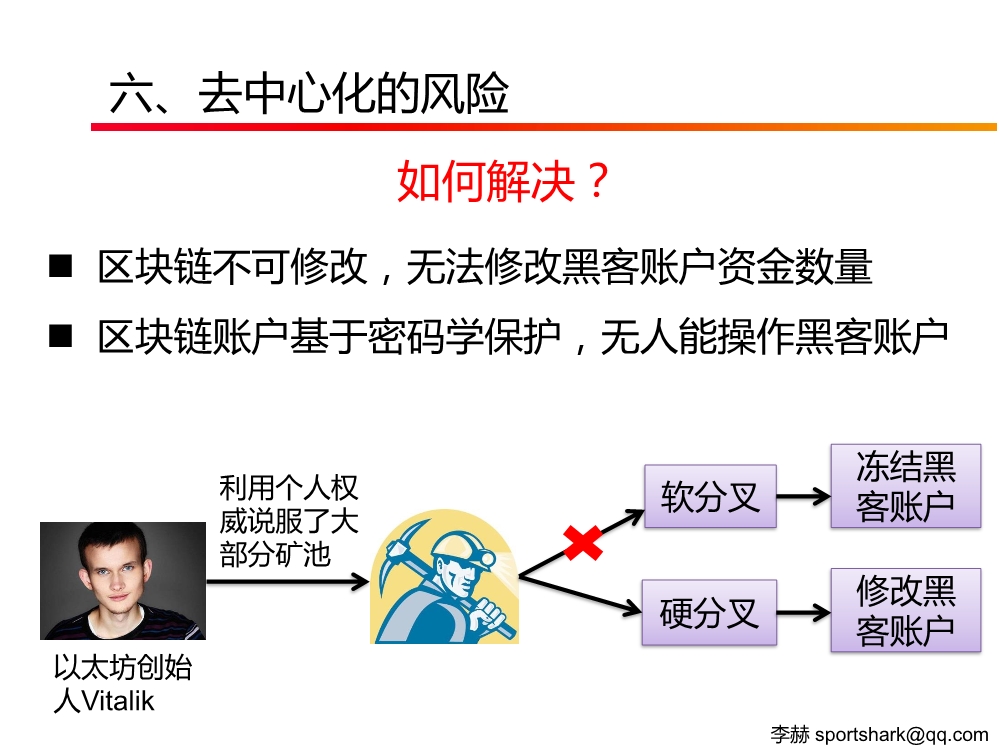 六、去中心化的风险
如何解决？
■ 区块链不可修改，无法修改黑客账户资金数量
■ 区块链账户基于密码学保护，无人能操作黑客账户
利用个人权
威说服了大
部分矿池
以太坊创始
人Vitalik
软分叉
冻结黑
客账户
硬分叉
修改黑
客账户
李赫 sportshark@qq.com